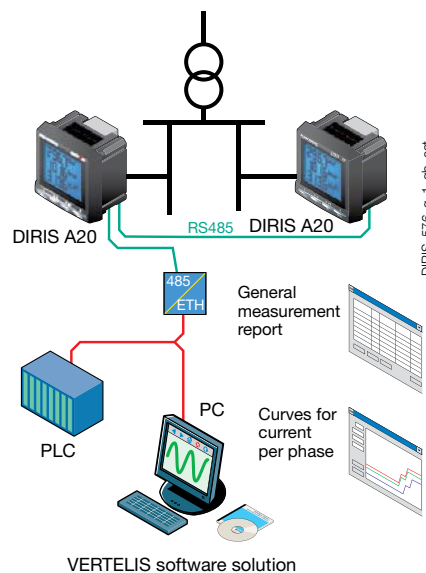 DIRIS A20
RS485
DIRIS A20
485
ETH
General
measurement
report
PLC
PC
Curves for
current
per phase
VERTELIS software solution